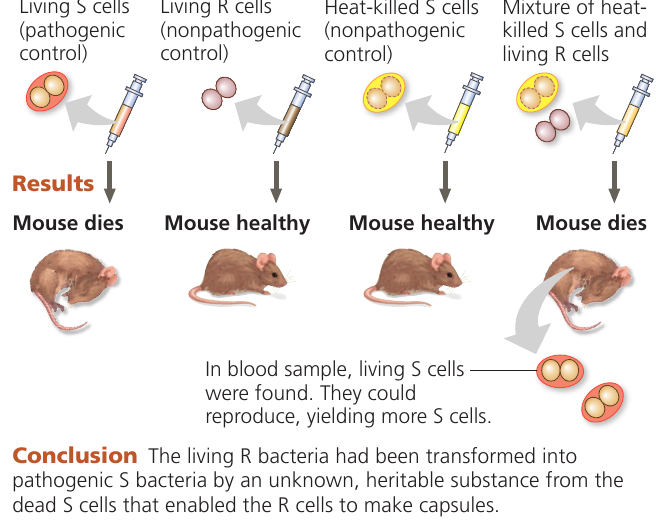 Living S cells
(pathogenic
control)
Living R cells
(nonpathogenic
control)
Heat-killed S cells
(nonpathogenic
control)
Mixture of heat-
killed S cells and
living R cells
Results
Mouse dies
Mouse healthy
Mouse healthy
Mouse dies
In blood sample, living S cells
were found. They could
reproduce, yielding more S cells.
Conclusion The living R bacteria had been transformed into
pathogenic S bacteria by an unknown, heritable substance from the
dead S cells that enabled the R cells to make capsules.